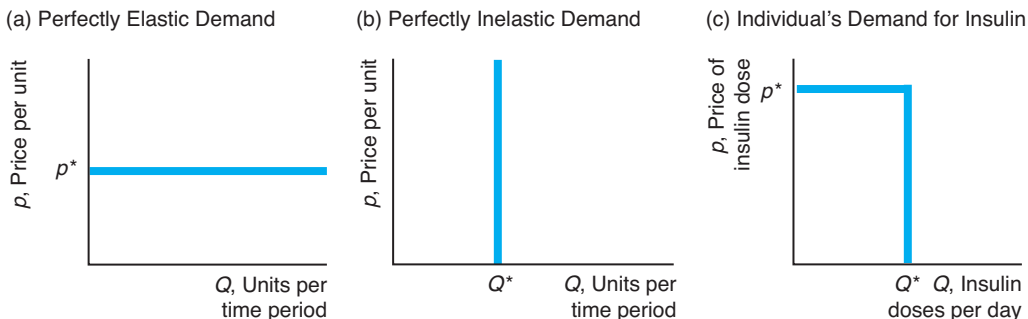 (a) Perfectly Elastic Demand
p, Price per unit
p*
Q, Units per
time period
(b) Perfectly Inelastic Demand
p, Price per unit
Q*
Q, Units per
time period
(c) Individual’s Demand for Insulin
p, Price of
insulin dose
p*
Q* Q, Insulin
doses per day